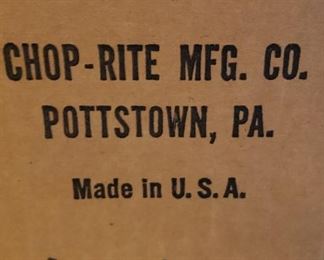 CHOP-RITE MFG. CO.
POTTSTOWN, PA.
Made in U.S.A.